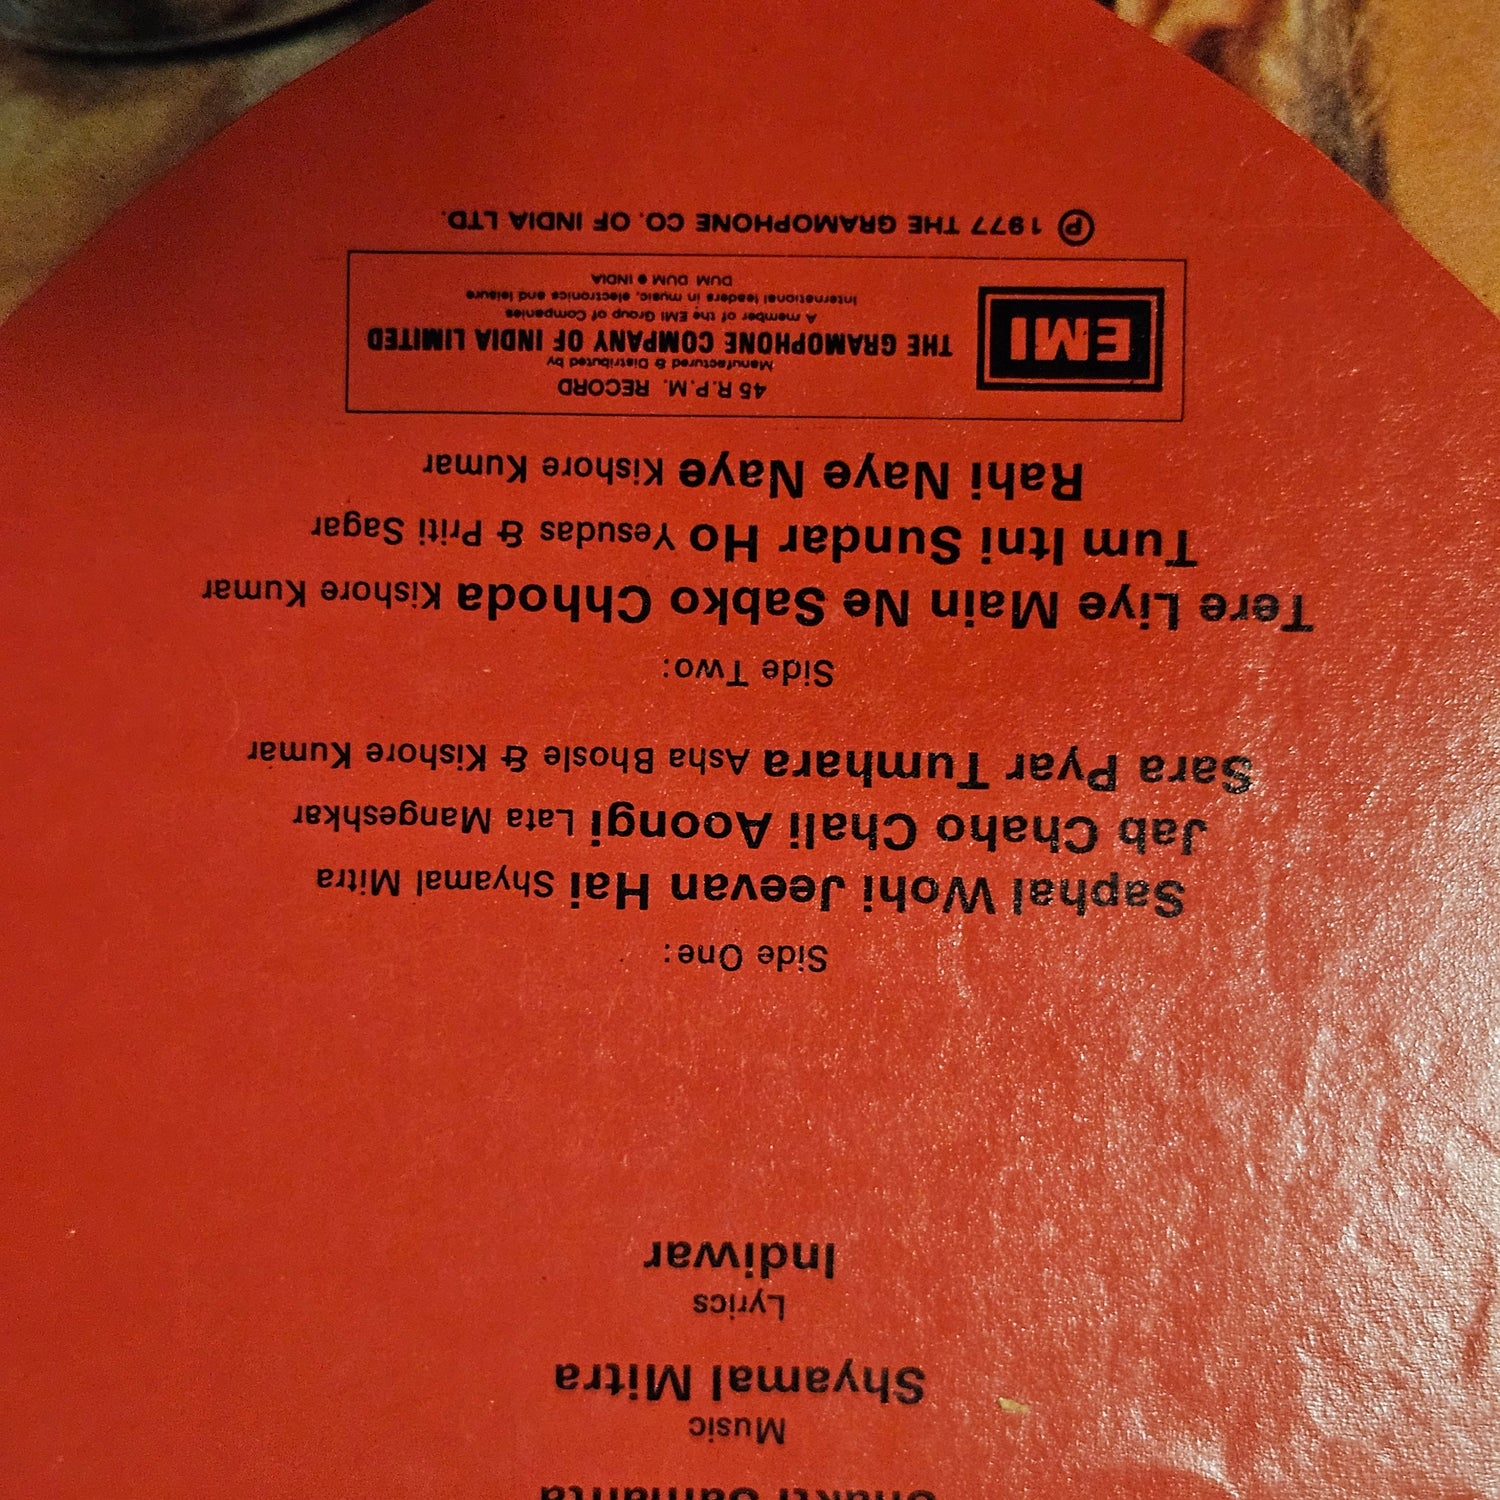 Shakti Samanta
Music
Shyamal Mitra
Lyrics
Indiwar
Side One:
Saphal Wohi Jeevan Hai Shyamal Mitra
Jab Chaho Chali Aoongi Lata Mangeshkar
Sara Pyar Tumhara Asha Bhosle & Kishore Kumar
Side Two:
Tere Liye Main Ne Sabko Chhoda Kishore Kumar
Tum Itni Sundar Ho Yesudas & Priti Sagar
Rahi Naye Naye Kishore Kumar
EMI
45 R.P.M. RECORD
Manufactured & Distributed by
THE GRAMOPHONE COMPANY OF INDIA LIMITED
A member of the EMI Group of Companies
International leaders in music, electronics and leisure
DUM DUM ● INDIA
Ⓟ 1977 THE GRAMOPHONE CO. OF INDIA LTD.